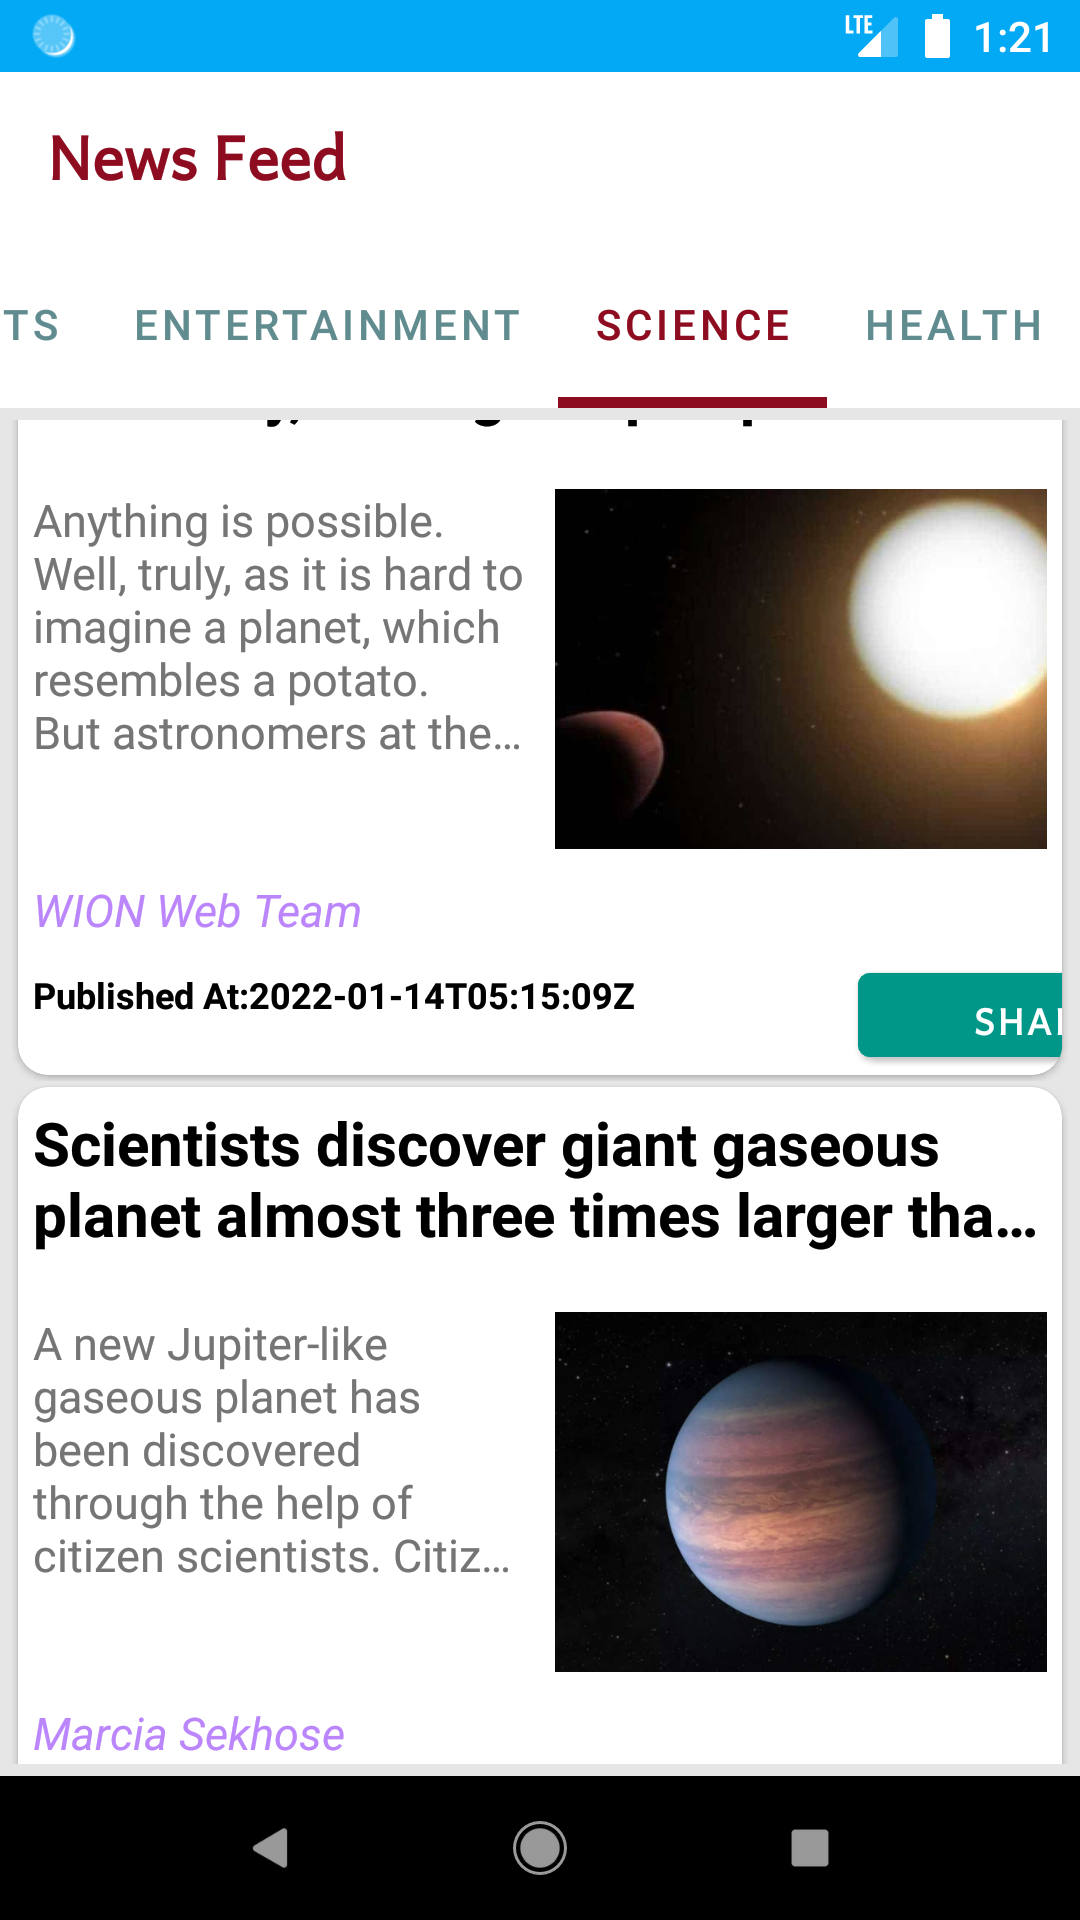 LTE 1:21
News Feed
TS ENTERTAINMENT SCIENCE HEALTH
Anything is possible.
Well, truly, as it is hard to
imagine a planet, which
resembles a potato.
But astronomers at the…
WION Web Team
Published At:2022-01-14T05:15:09Z
SHA
Scientists discover giant gaseous
planet almost three times larger tha…
A new Jupiter-like
gaseous planet has
been discovered
through the help of
citizen scientists. Citiz…
Marcia Sekhose